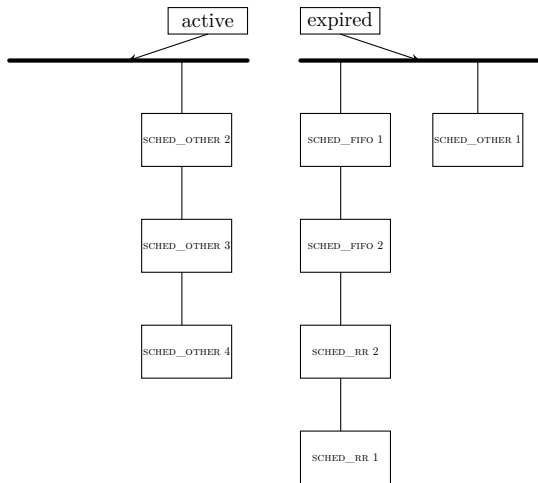 active expired
SCHED_OTHER 2 SCHED_FIFO 1 SCHED_OTHER 1
SCHED_OTHER 3 SCHED_FIFO 2
SCHED_OTHER 4 SCHED_RR 2
SCHED_RR 1